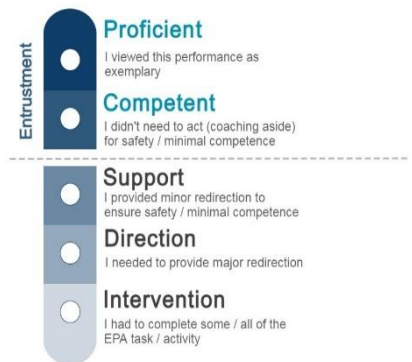 Entrustment
Proficient
I viewed this performance as
exemplary
Competent
I didn't need to act (coaching aside)
for safety / minimal competence
Support
I provided minor redirection to
ensure safety / minimal competence
Direction
I needed to provide major redirection
Intervention
I had to complete some / all of the
EPA task / activity